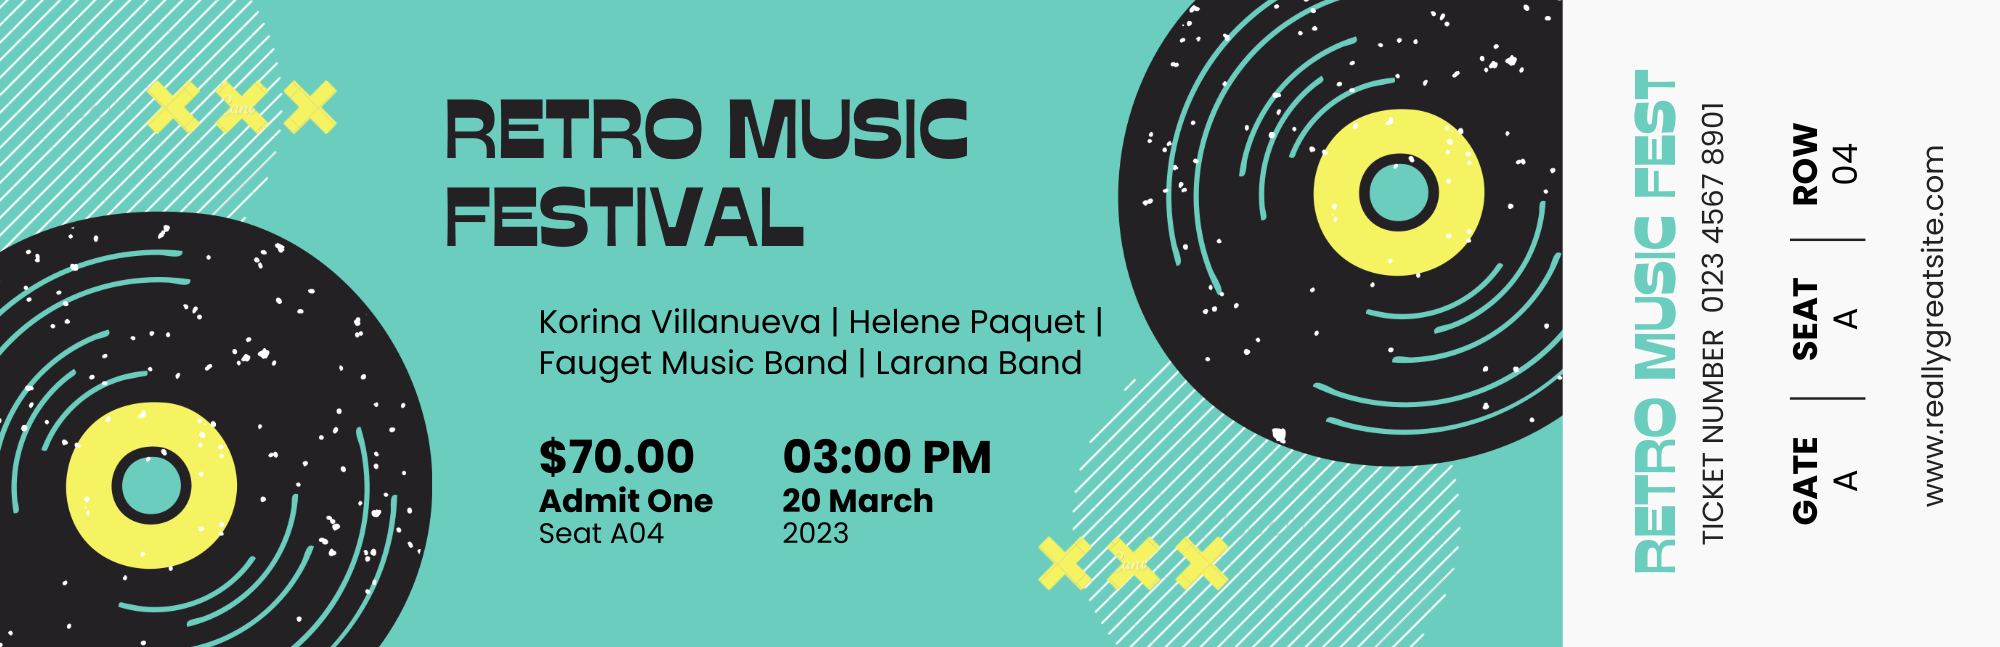 RETRO MUSIC
FESTIVAL
Korina Villanueva | Helene Paquet |
Fauget Music Band | Larana Band
$70.00
Admit One
Seat A04
03:00 PM
20 March
2023
RETRO MUSIC FEST
TICKET NUMBER 0123 4567 8901
GATE
A
SEAT
A
ROW
04
www.reallygreatsite.com